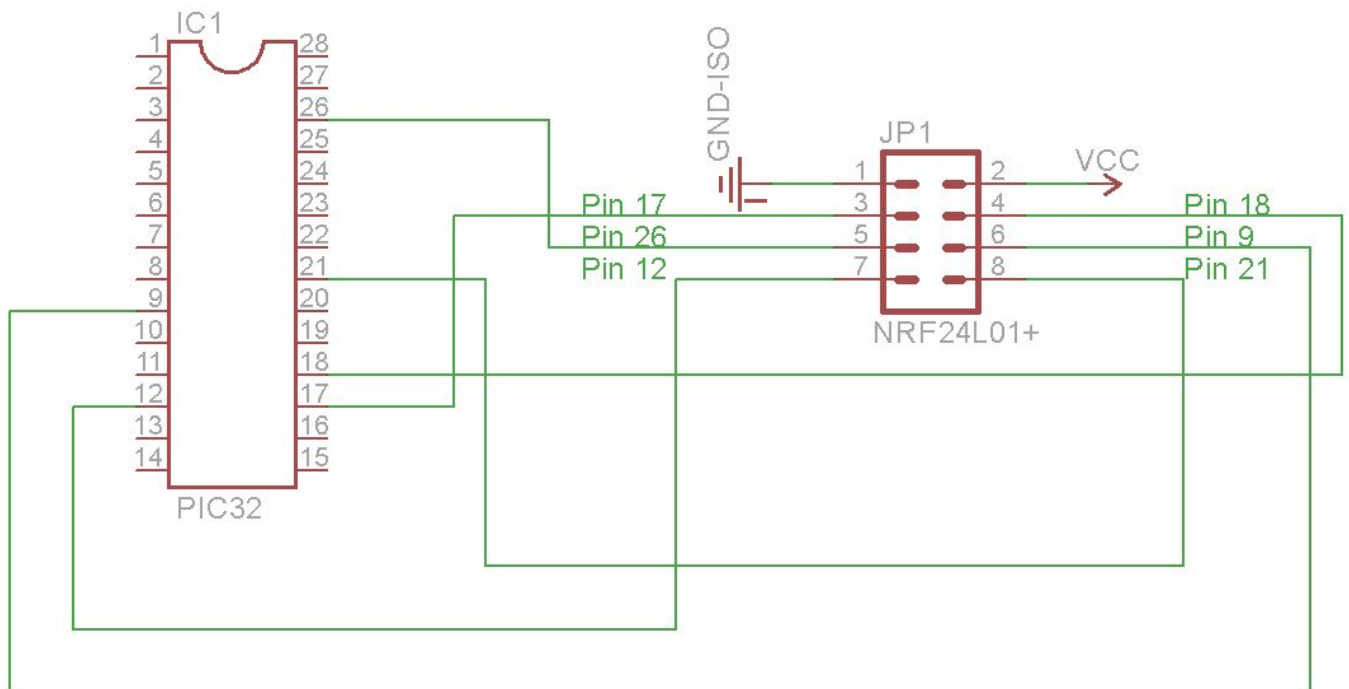 IC1
1 28
2 27
3 26
4 25
5 24
6 23
7 22
8 21
9 20
10 19
11 18
12 17
13 16
14 15
PIC32
GND-ISO
JP1
VCC
1 2
Pin 17 3 4 Pin 18
Pin 26 5 6 Pin 9
Pin 12 7 8 Pin 21
NRF24L01+